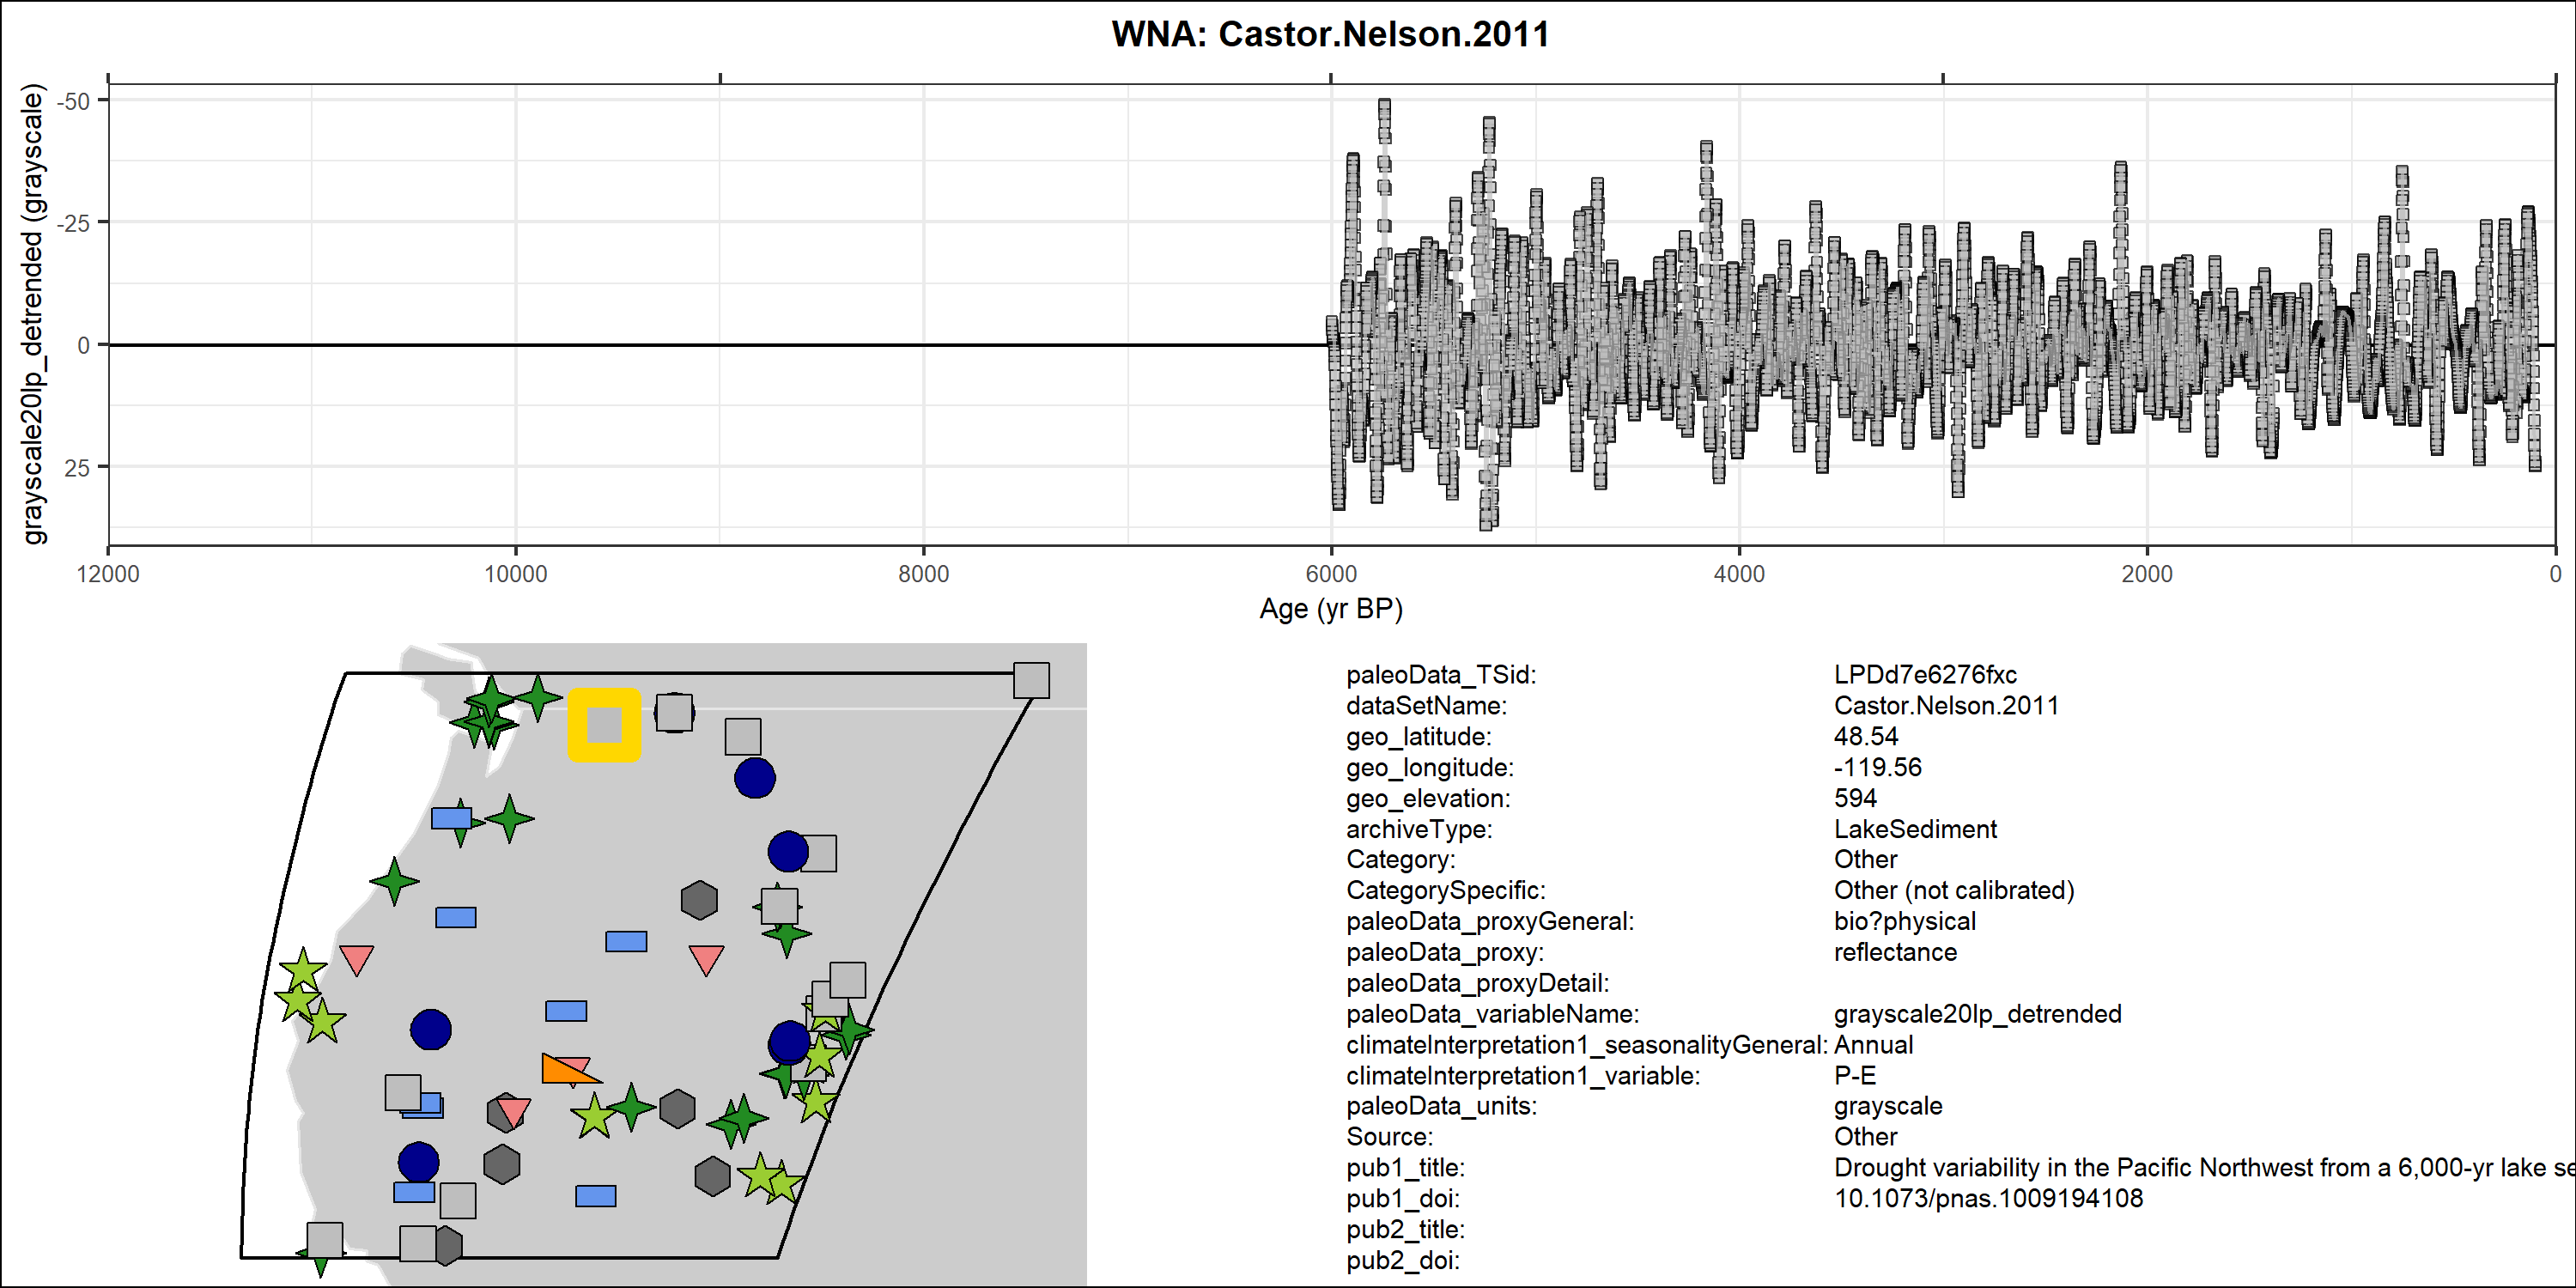 WNA: Castor.Nelson.2011
grayscale20lp_detrended (grayscale)
-50
-25
0
25
12000 10000 8000 6000 4000 2000 0
Age (yr BP)
paleoData_TSid: LPDd7e6276fxc
dataSetName: Castor.Nelson.2011
geo_latitude: 48.54
geo_longitude: -119.56
geo_elevation: 594
archiveType: LakeSediment
Category: Other
CategorySpecific: Other (not calibrated)
paleoData_proxyGeneral: bio?physical
paleoData_proxy: reflectance
paleoData_proxyDetail:
paleoData_variableName: grayscale20lp_detrended
climateInterpretation1_seasonalityGeneral: Annual
climateInterpretation1_variable: P-E
paleoData_units: grayscale
Source: Other
pub1_title: Drought variability in the Pacific Northwest from a 6,000-yr lake se
pub1_doi: 10.1073/pnas.1009194108
pub2_title:
pub2_doi: